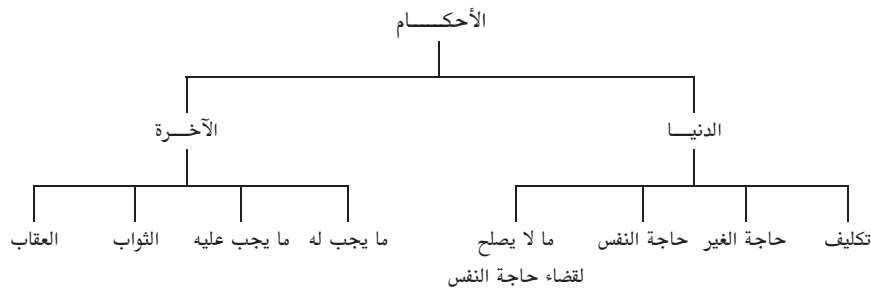 الأحكـــــام
الدنيـــا
الآخـــرة
تكليف
حاجة الغير
حاجة النفس
ما لا يصلح
لقضاء حاجة النفس
ما يجب له
ما يجب عليه
الثواب
العقاب